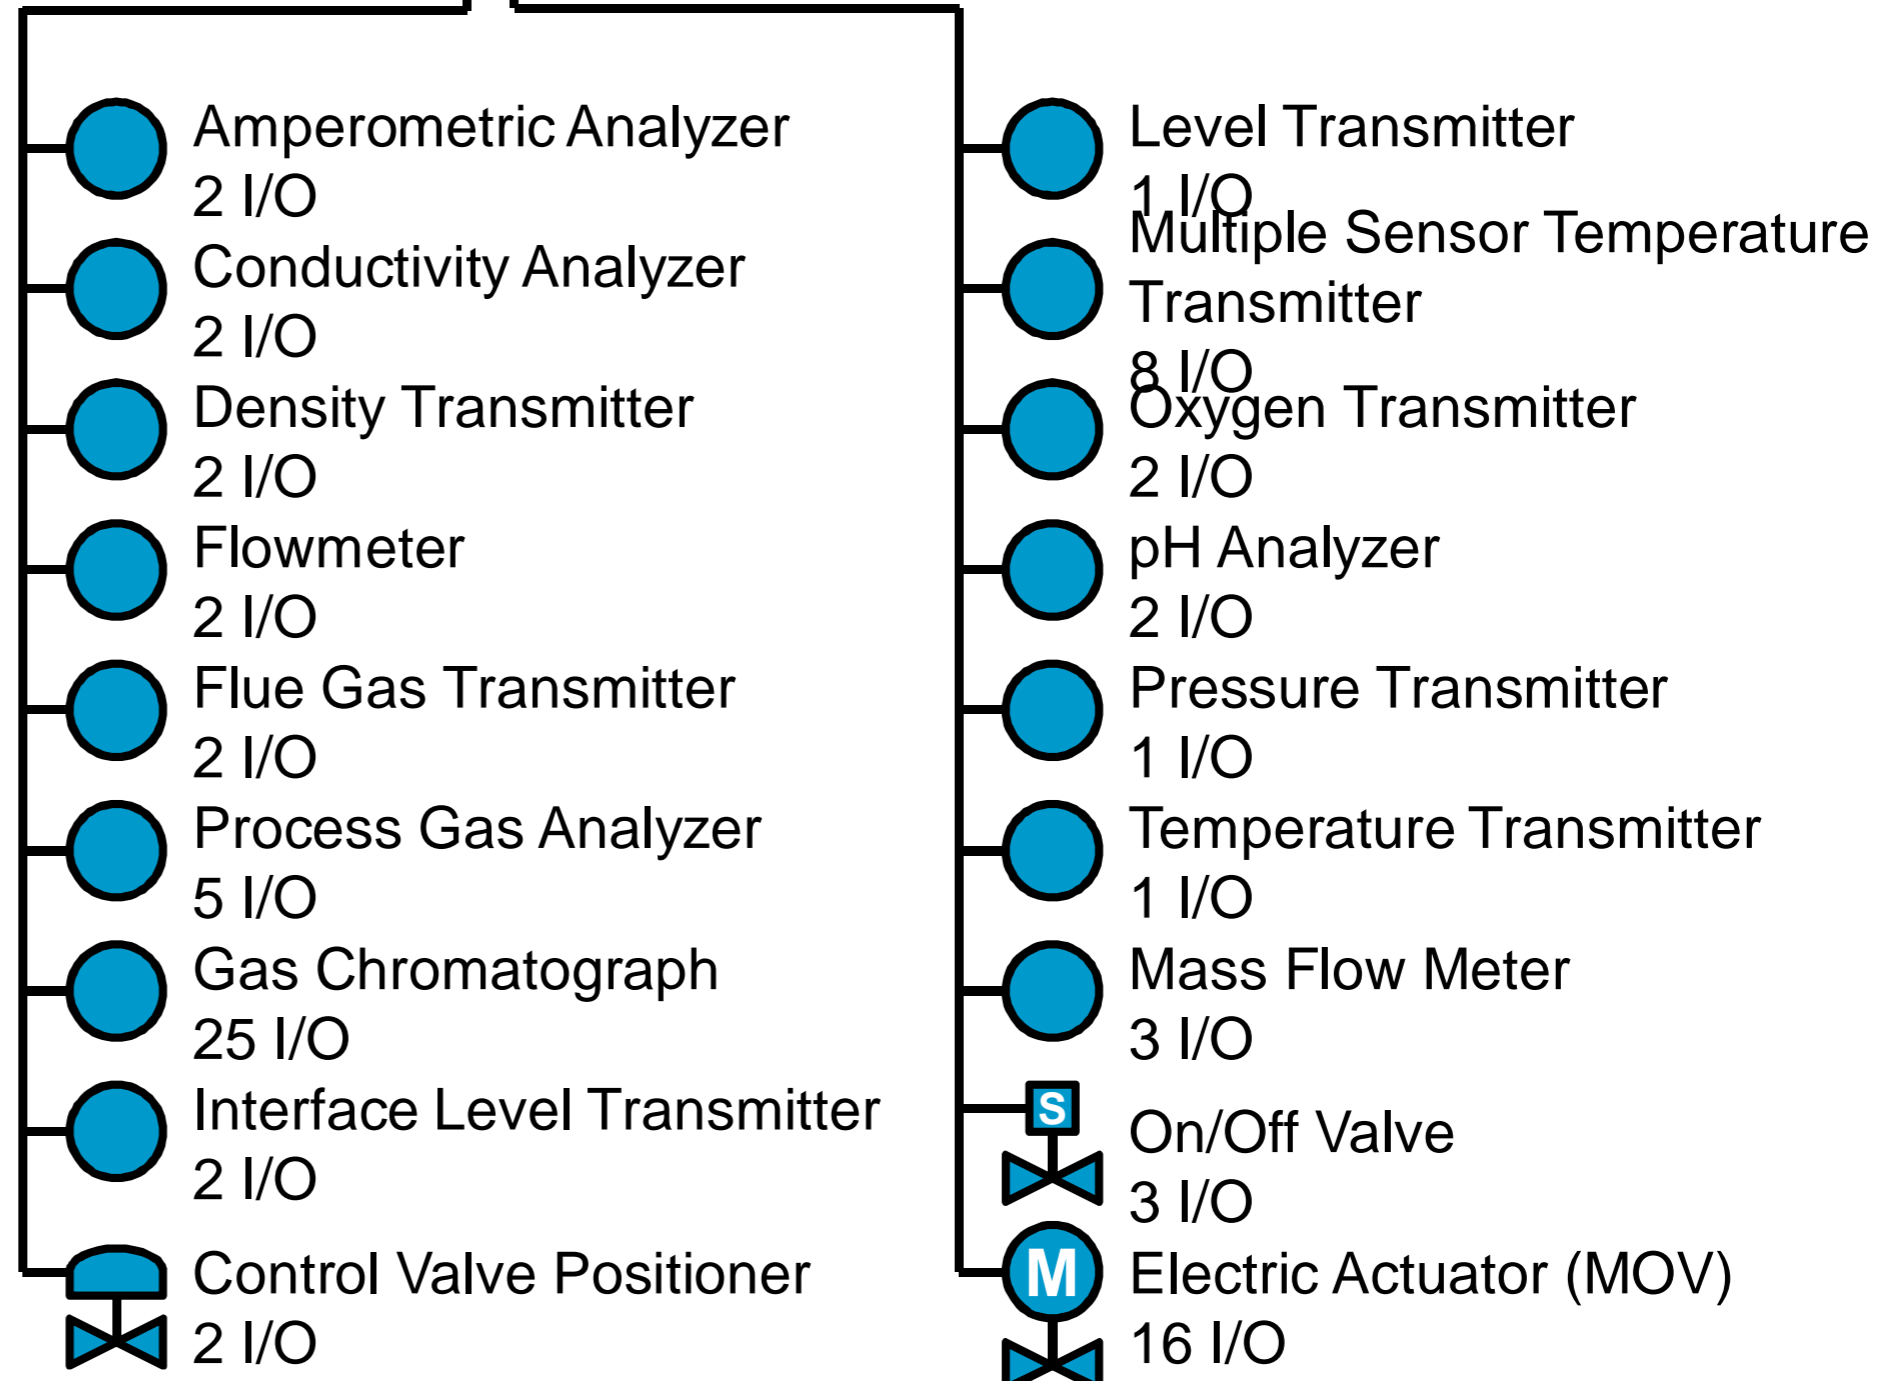 Amperometric Analyzer
2 I/O
Conductivity Analyzer
2 I/O
Density Transmitter
2 I/O
Flowmeter
2 I/O
Flue Gas Transmitter
2 I/O
Process Gas Analyzer
5 I/O
Gas Chromatograph
25 I/O
Interface Level Transmitter
2 I/O
Control Valve Positioner
2 I/O
Level Transmitter
1 I/O
Multiple Sensor Temperature
Transmitter
8 I/O
Oxygen Transmitter
2 I/O
pH Analyzer
2 I/O
Pressure Transmitter
1 I/O
Temperature Transmitter
1 I/O
Mass Flow Meter
3 I/O
S
On/Off Valve
3 I/O
M
Electric Actuator (MOV)
16 I/O